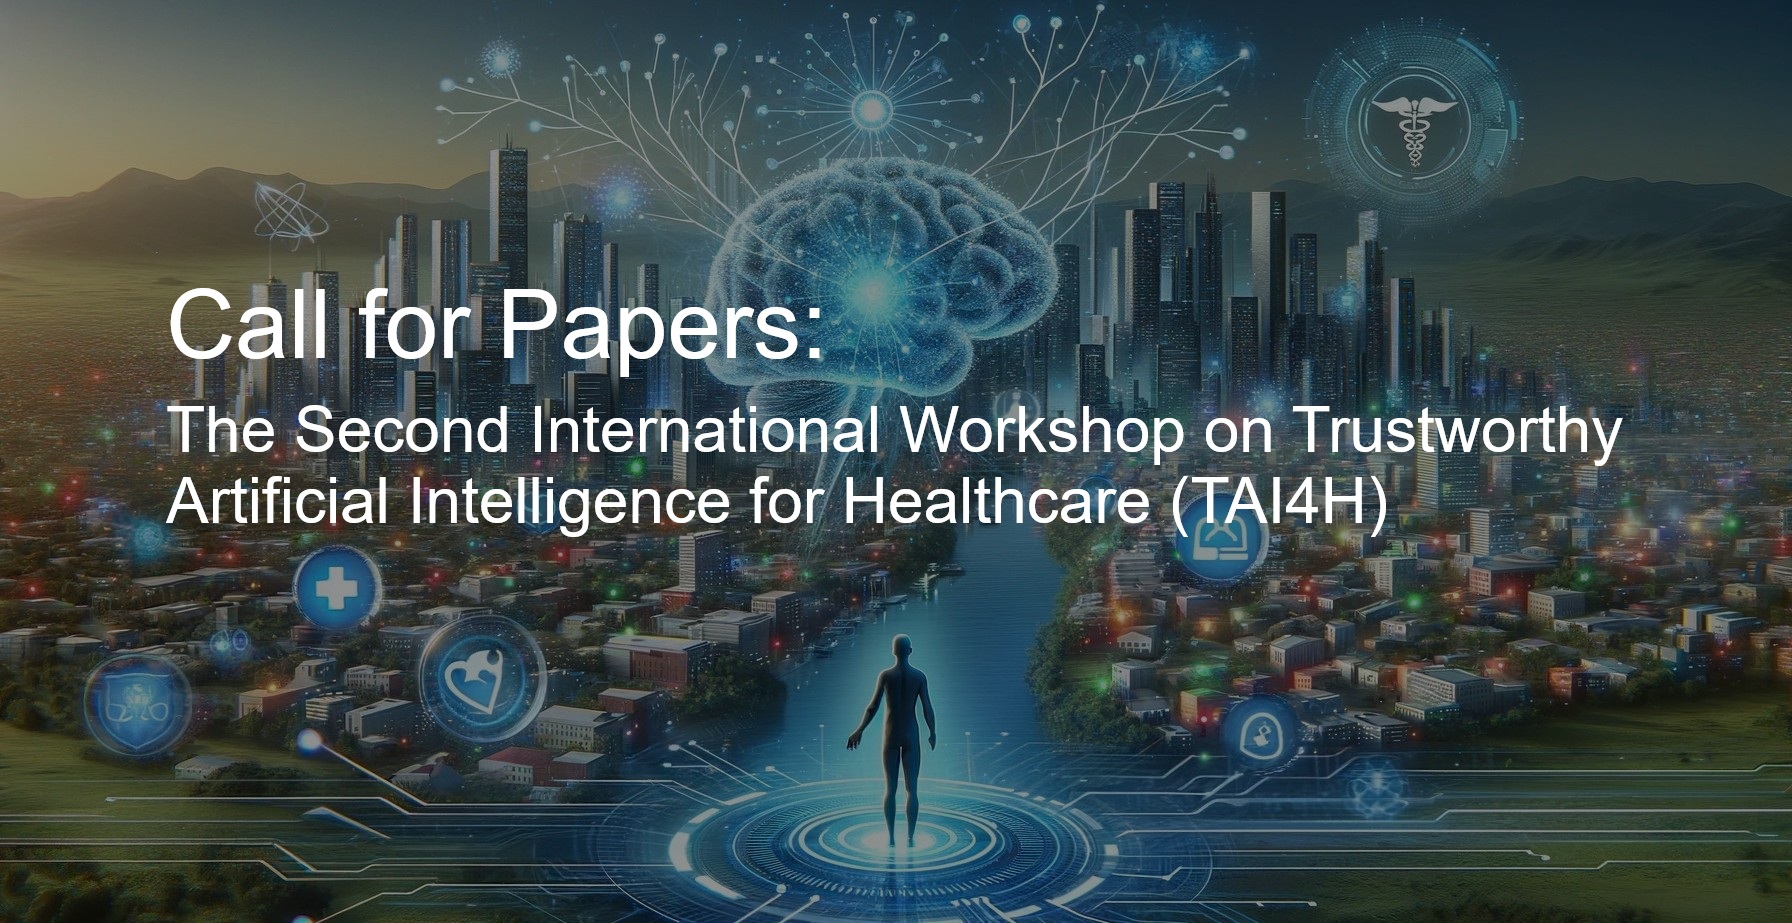 Call for Papers:
The Second International Workshop on Trustworthy
Artificial Intelligence for Healthcare (TAI4H)